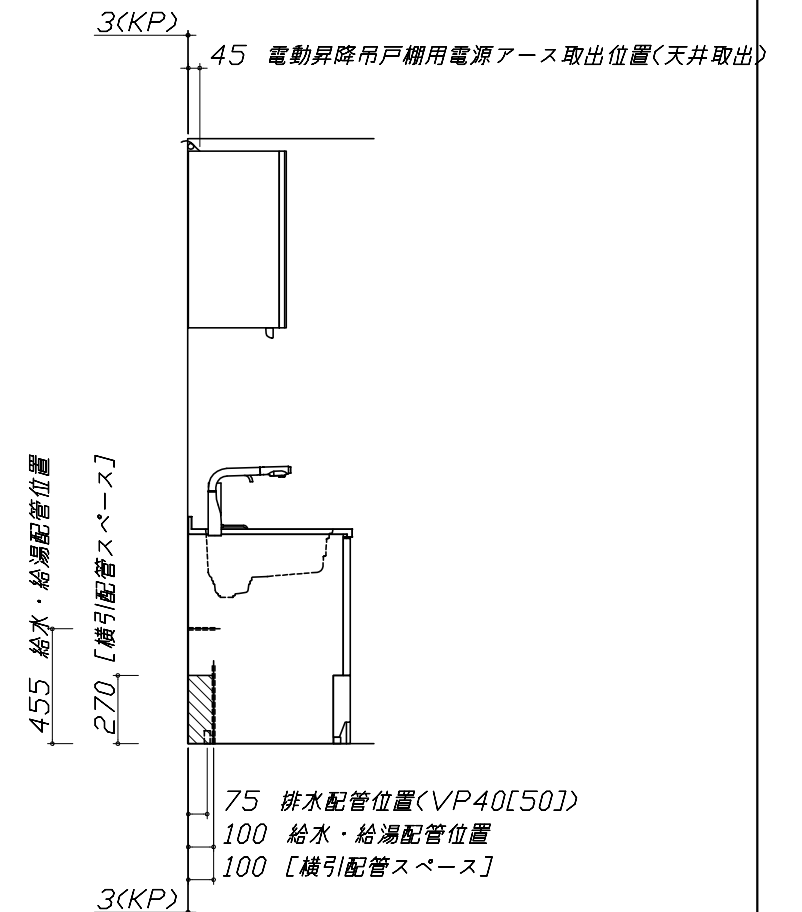 3(KP)
45 電動昇降吊戸棚用電源アース取出位置(天井取出)
455 給水・給湯配管位置
270 [横引配管スペース]
75 排水配管位置(VP40[50])
100 給水・給湯配管位置
100 [横引配管スペース]
3(KP)